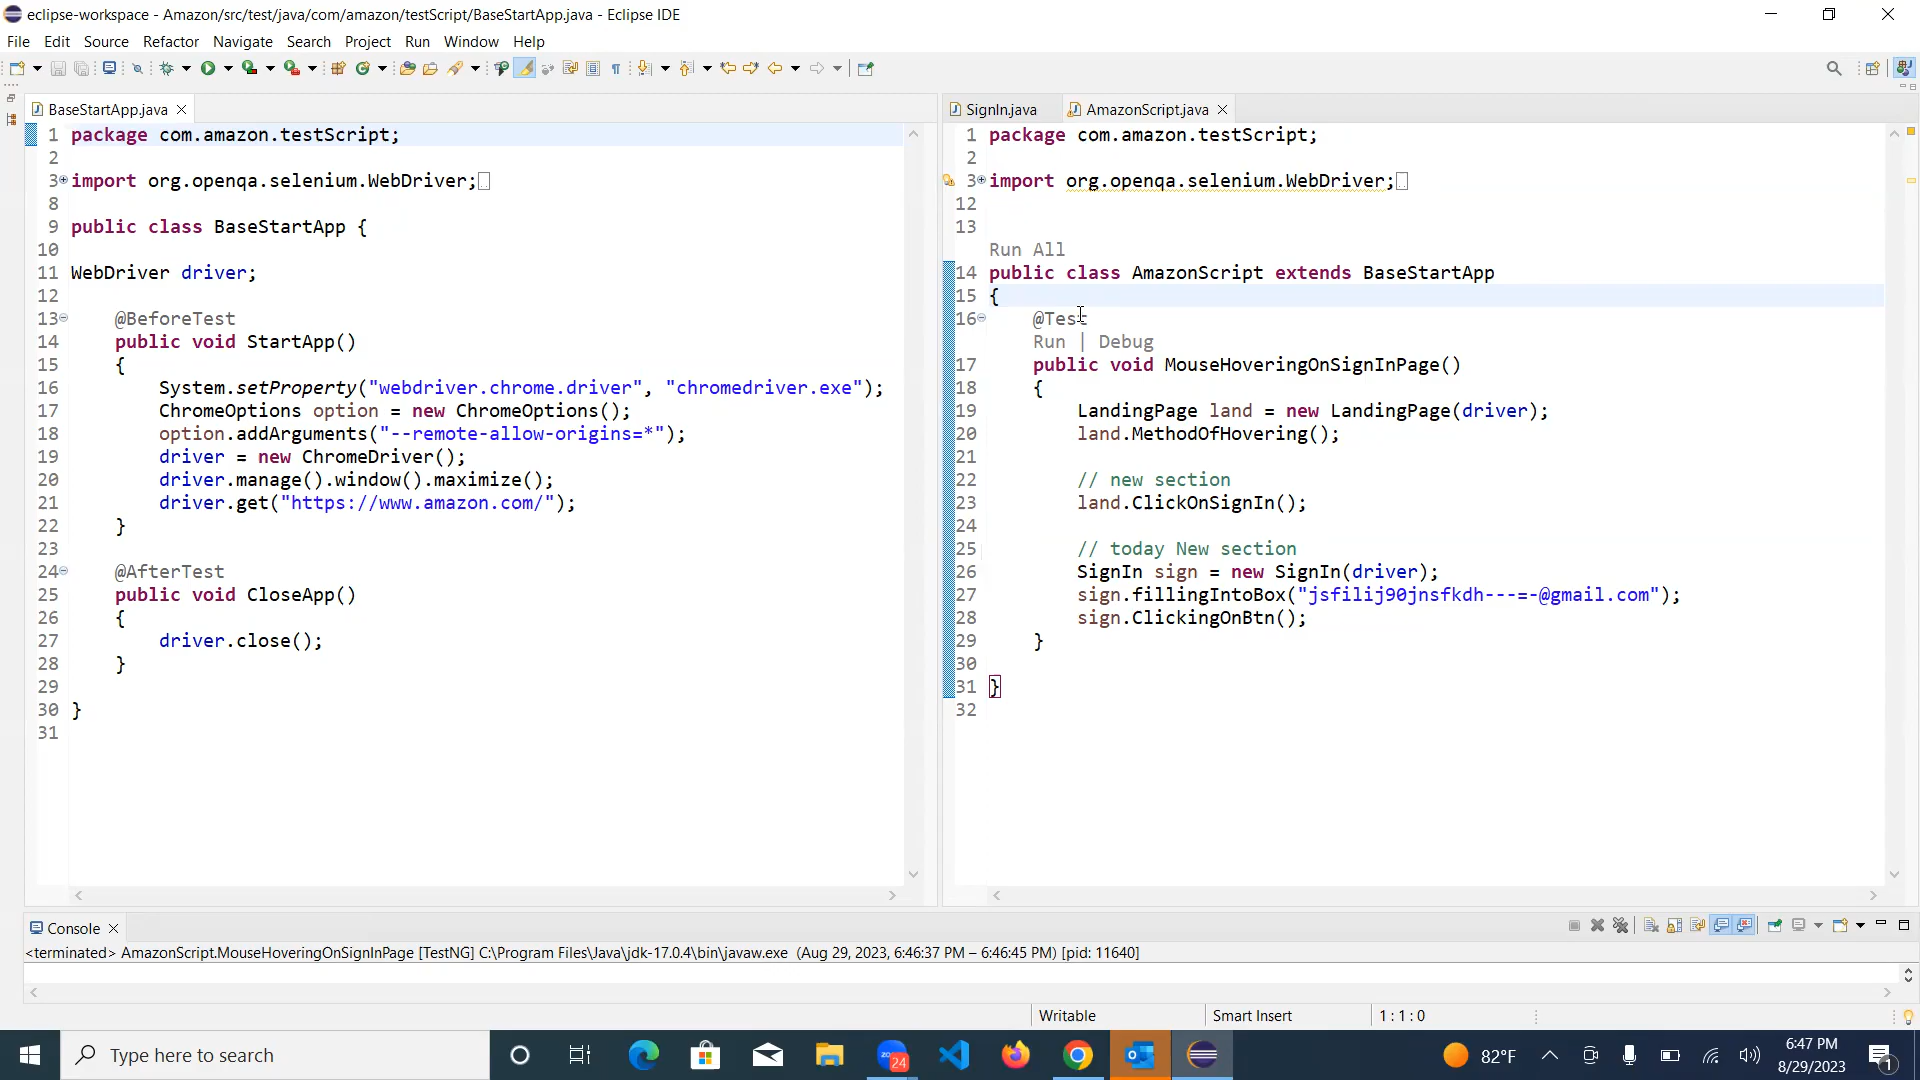 eclipse-workspace - Amazon/src/test/java/com/amazon/testScript/BaseStartApp.java - Eclipse IDE
File Edit Source Refactor Navigate Search Project Run Window Help
BaseStartApp.java
1 package com.amazon.testScript;
2
3 import org.openqa.selenium.WebDriver;
8
9 public class BaseStartApp {
10
11 WebDriver driver;
12
13 @BeforeTest
14 public void StartApp()
15 {
16 System.setProperty("webdriver.chrome.driver", "chromedriver.exe");
17 ChromeOptions option = new ChromeOptions();
18 option.addArguments("--remote-allow-origins=*");
19 driver = new ChromeDriver();
20 driver.manage().window().maximize();
21 driver.get("https://www.amazon.com/");
22 }
23
24 @AfterTest
25 public void CloseApp()
26 {
27 driver.close();
28 }
29
30 }
31
SignIn.java AmazonScript.java
1 package com.amazon.testScript;
2
3 import org.openqa.selenium.WebDriver;
12
13
Run All
14 public class AmazonScript extends BaseStartApp
15 {
16 @Test
Run | Debug
17 public void MouseHoveringOnSignInPage()
18 {
19 LandingPage land = new LandingPage(driver);
20 land.MethodOfHovering();
21
22 // new section
23 land.ClickOnSignIn();
24
25 // today New section
26 SignIn sign = new SignIn(driver);
27 sign.fillingIntoBox("jsfilij90jnsfkdh---=-@gmail.com");
28 sign.ClickingOnBtn();
29 }
30
31 }
32
Console
<terminated> AmazonScript.MouseHoveringOnSignInPage [TestNG] C:\Program Files\Java\jdk-17.0.4\bin\javaw.exe (Aug 29, 2023, 6:46:37 PM – 6:46:45 PM) [pid: 11640]
Writable Smart Insert 1 : 1 : 0
Type here to search
24
82°F
6:47 PM
8/29/2023
1